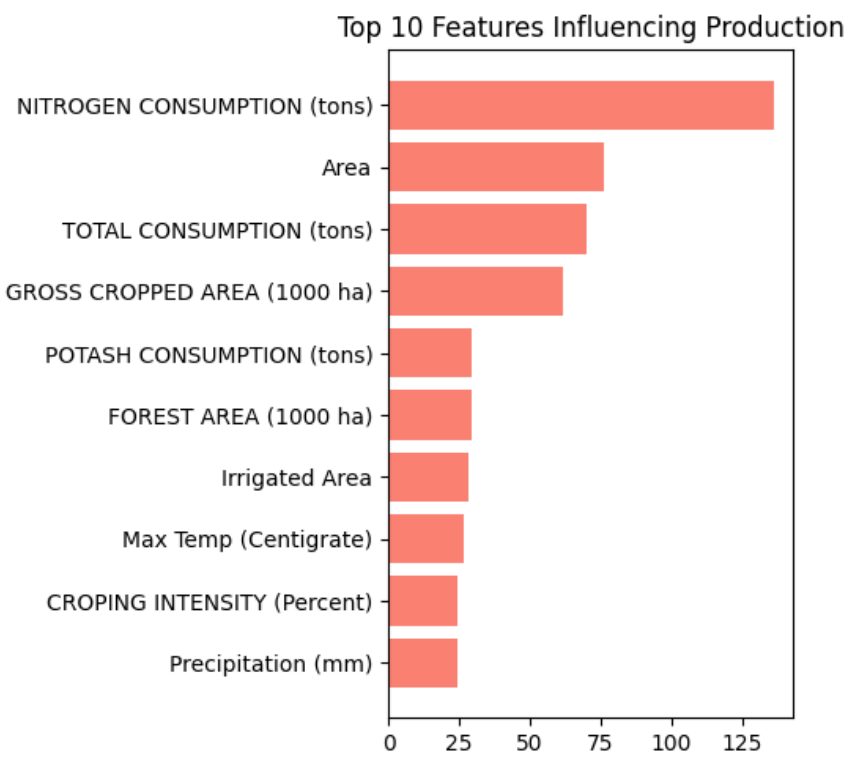 Top 10 Features Influencing Production
NITROGEN CONSUMPTION (tons)
Area
TOTAL CONSUMPTION (tons)
GROSS CROPPED AREA (1000 ha)
POTASH CONSUMPTION (tons)
FOREST AREA (1000 ha)
Irrigated Area
Max Temp (Centigrate)
CROPING INTENSITY (Percent)
Precipitation (mm)
0 25 50 75 100 125